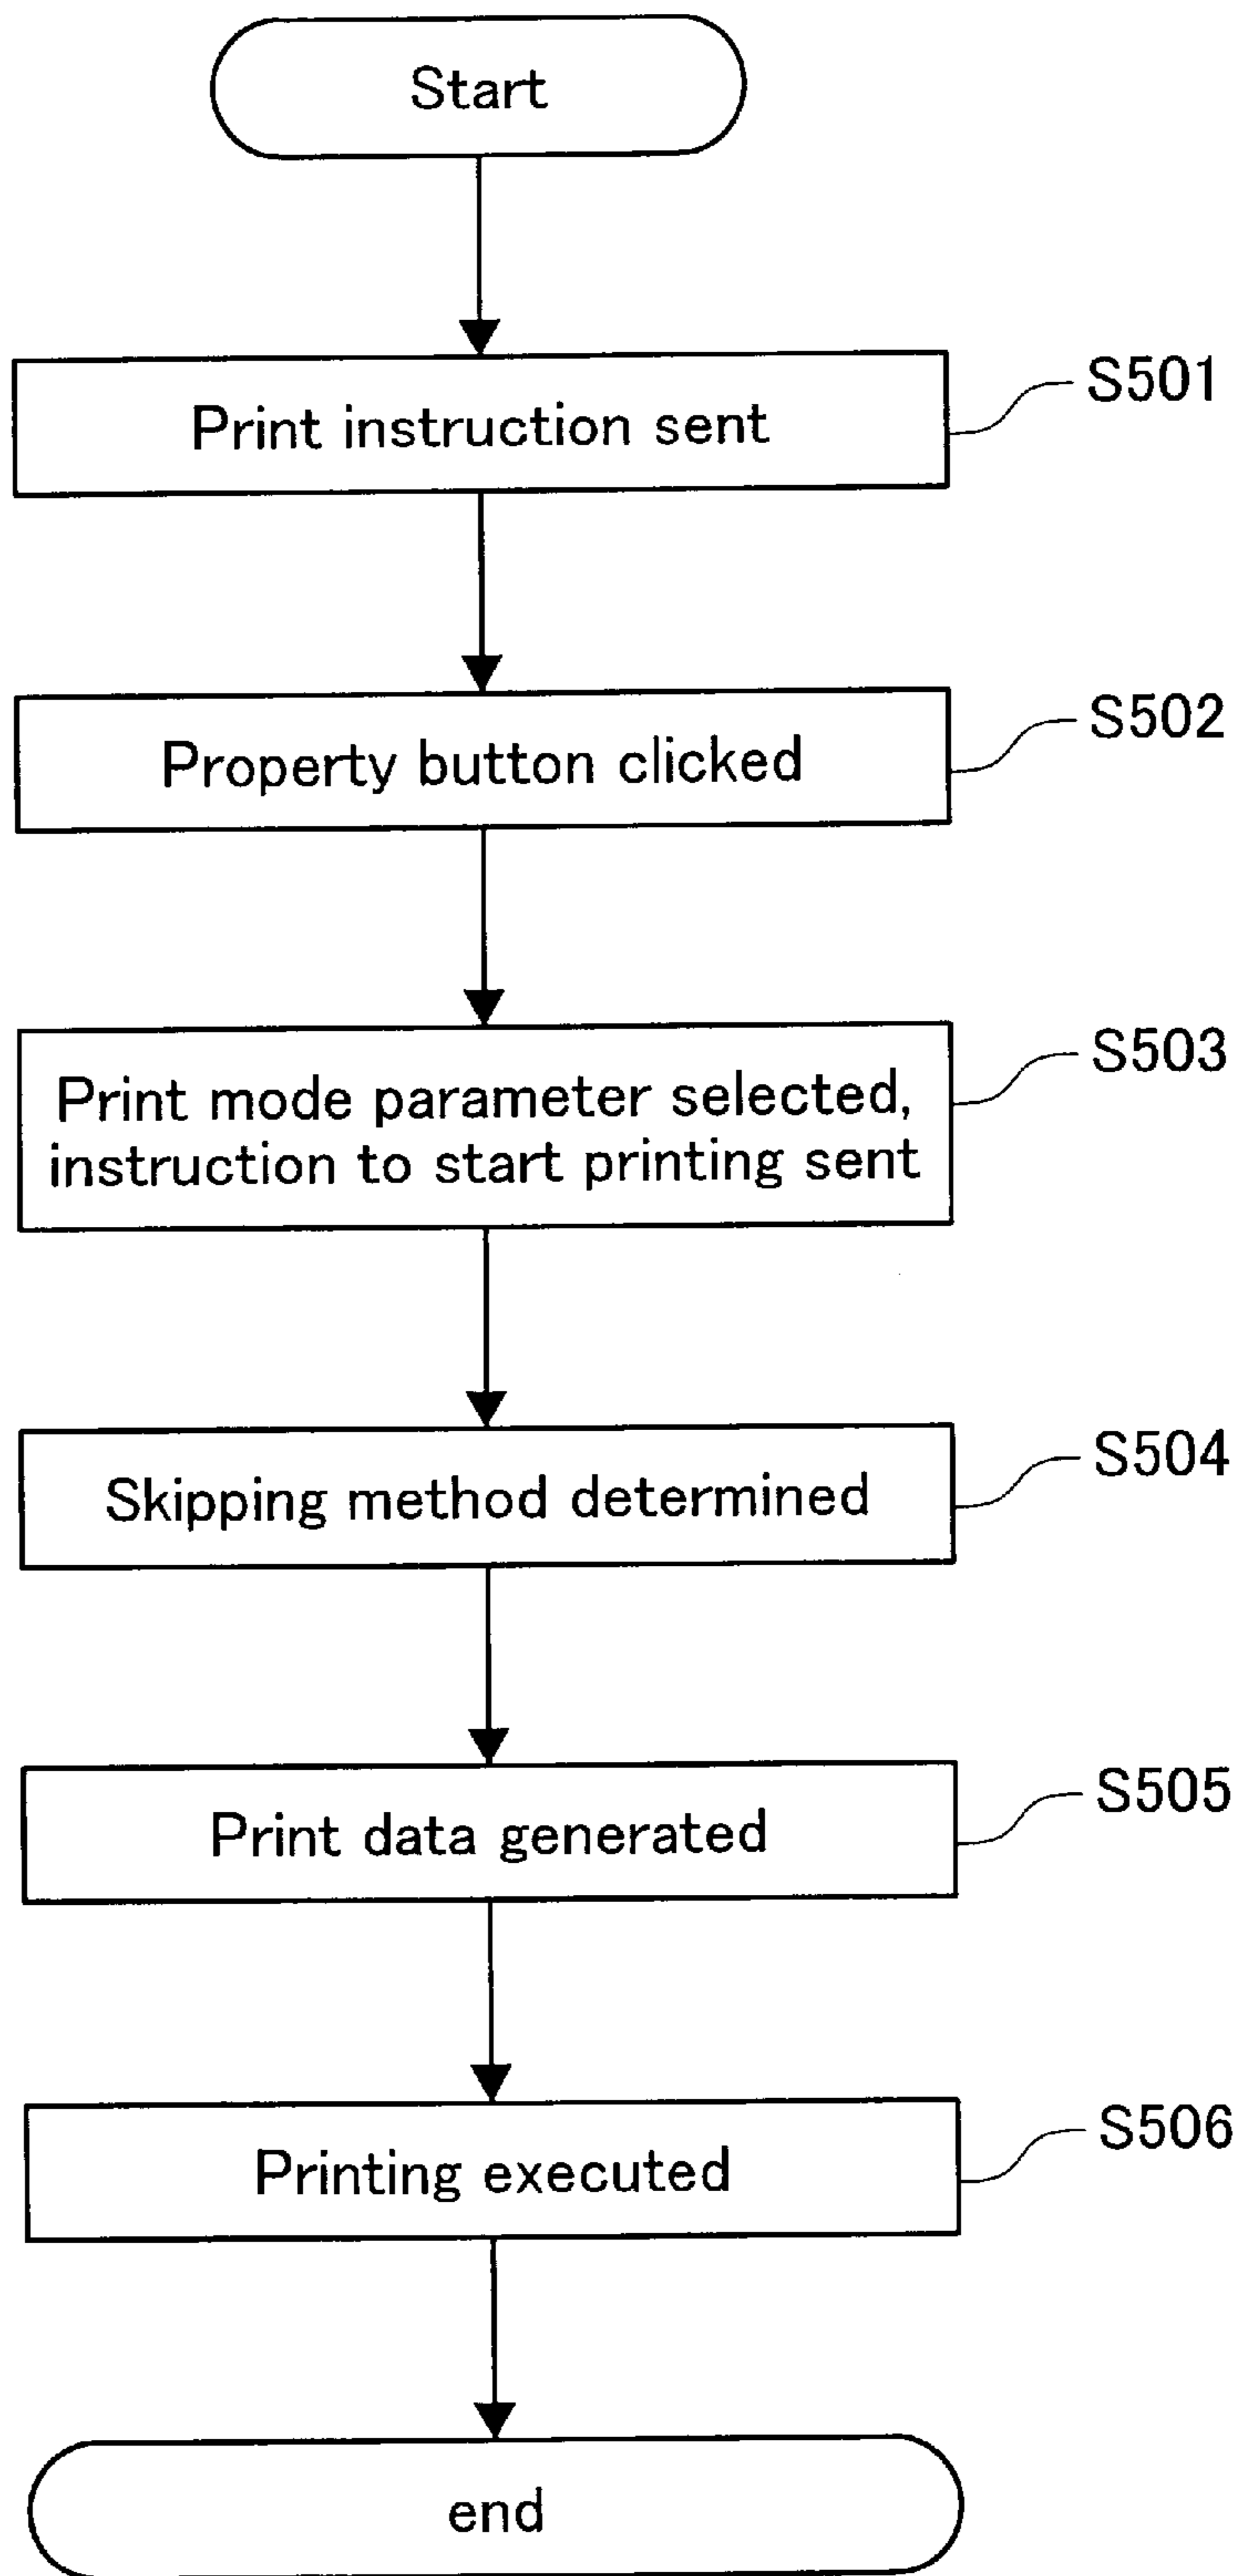 Start
Print instruction sent
S501
Property button clicked
S502
Print mode parameter selected,
instruction to start printing sent
S503
Skipping method determined
S504
Print data generated
S505
Printing executed
S506
end